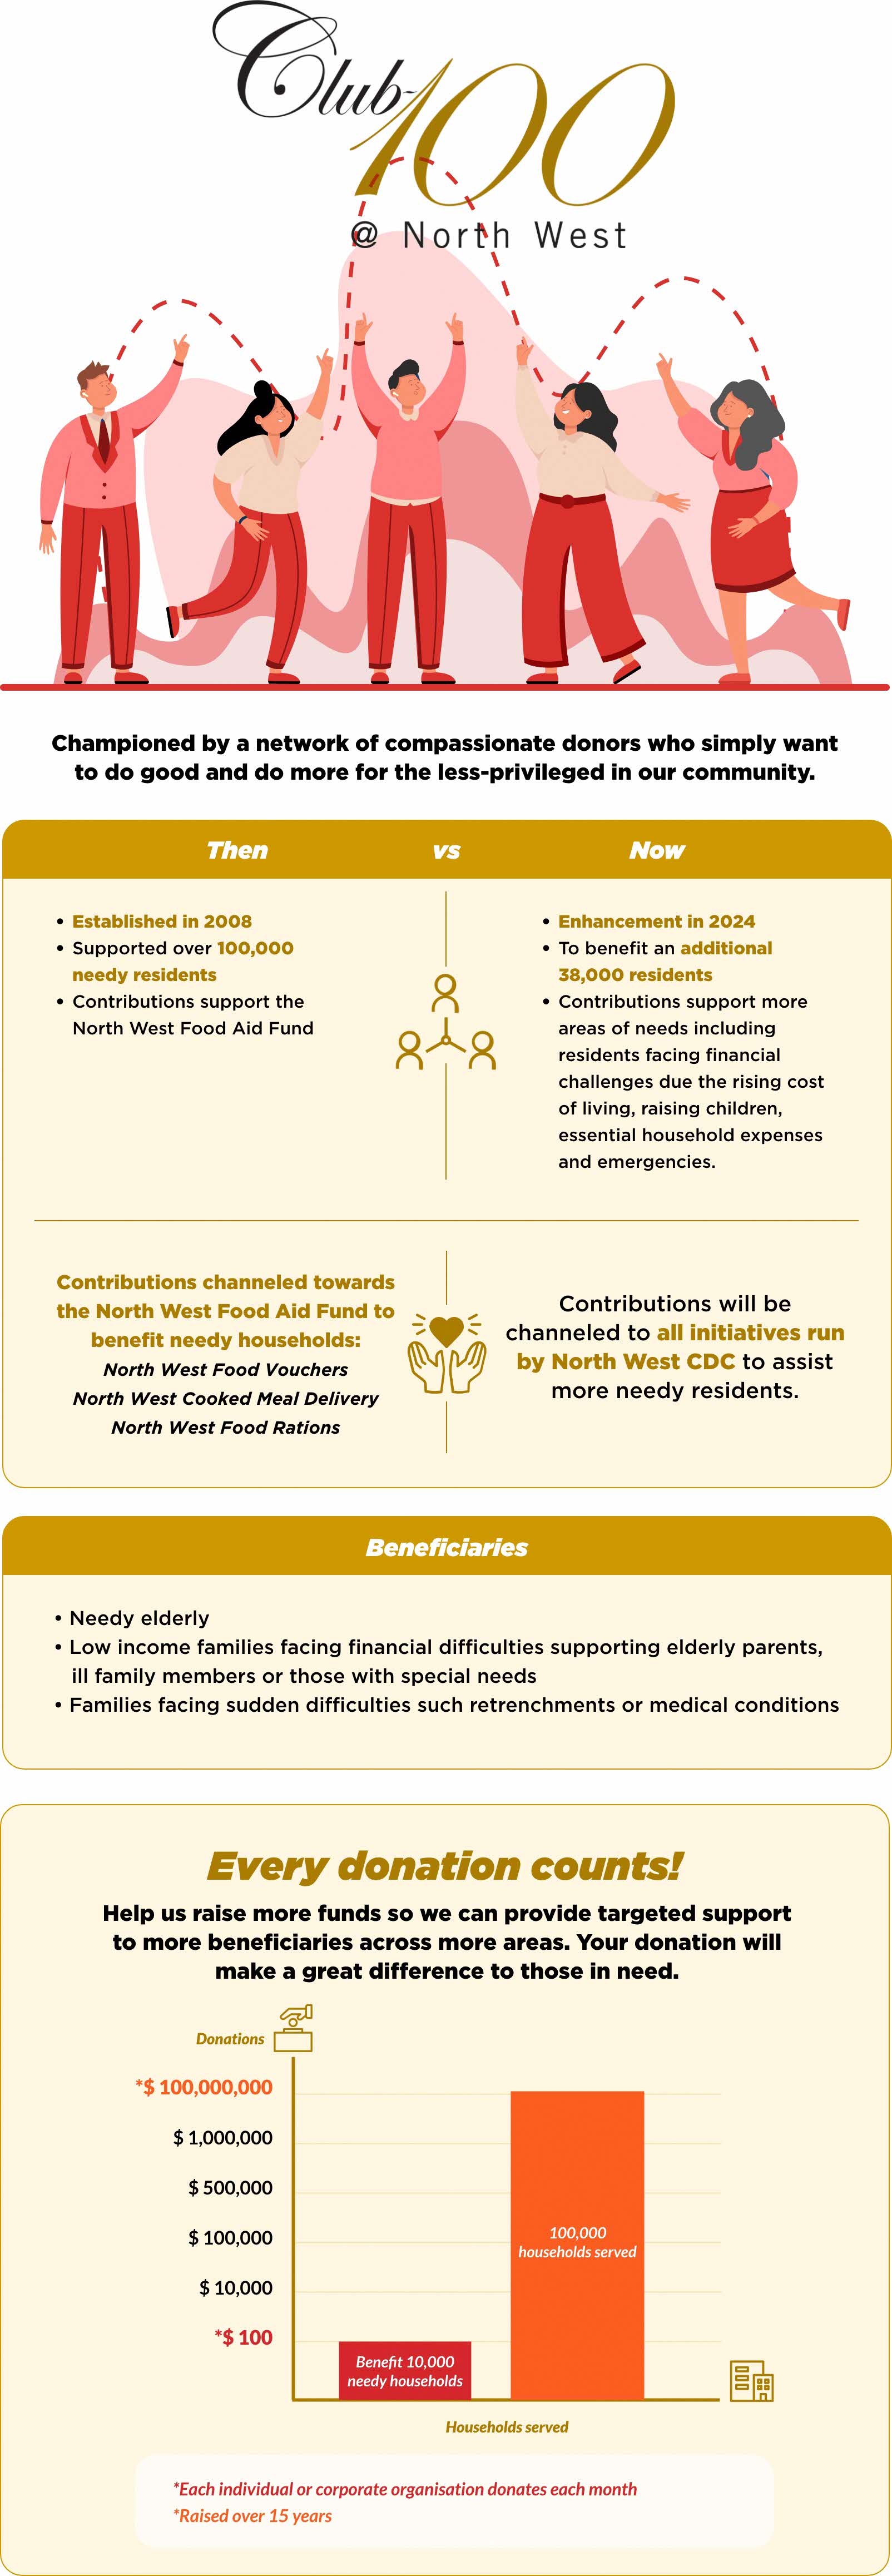 Club-100
@ North West
Championed by a network of compassionate donors who simply want
to do good and do more for the less-privileged in our community.
Then vs Now
• Established in 2008
• Supported over 100,000
needy residents
• Contributions support the
North West Food Aid Fund
• Enhancement in 2024
• To benefit an additional
38,000 residents
• Contributions support more
areas of needs including
residents facing financial
challenges due the rising cost
of living, raising children,
essential household expenses
and emergencies.
Contributions channeled towards
the North West Food Aid Fund to
benefit needy households:
North West Food Vouchers
North West Cooked Meal Delivery
North West Food Rations
Contributions will be
channeled to all initiatives run
by North West CDC to assist
more needy residents.
Beneficiaries
• Needy elderly
• Low income families facing financial difficulties supporting elderly parents,
ill family members or those with special needs
• Families facing sudden difficulties such retrenchments or medical conditions
Every donation counts!
Help us raise more funds so we can provide targeted support
to more beneficiaries across more areas. Your donation will
make a great difference to those in need.
Donations
*$ 100,000,000
$ 1,000,000
$ 500,000
$ 100,000
$ 10,000
*$ 100
100,000
households served
Benefit 10,000
needy households
Households served
*Each individual or corporate organisation donates each month
*Raised over 15 years